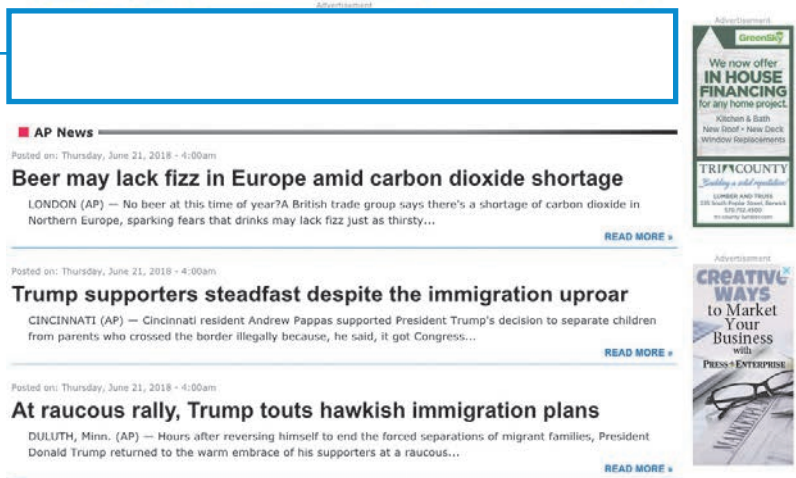 Advertisement
AP News
Posted on: Thursday, June 21, 2018 - 4:00am
Beer may lack fizz in Europe amid carbon dioxide shortage
LONDON (AP) — No beer at this time of year?A British trade group says there's a shortage of carbon dioxide in
Northern Europe, sparking fears that drinks may lack fizz just as thirsty...
READ MORE »
Posted on: Thursday, June 21, 2018 - 4:00am
Trump supporters steadfast despite the immigration uproar
CINCINNATI (AP) — Cincinnati resident Andrew Pappas supported President Trump's decision to separate children
from parents who crossed the border illegally because, he said, it got Congress...
READ MORE »
Posted on: Thursday, June 21, 2018 - 4:00am
At raucous rally, Trump touts hawkish immigration plans
DULUTH, Minn. (AP) — Hours after reversing himself to end the forced separations of migrant families, President
Donald Trump returned to the warm embrace of his supporters at a raucous...
READ MORE »
Advertisement
GreenSky
We now offer
IN HOUSE
FINANCING
for any home project.
Kitchen & Bath
New Roof • New Deck
Window Replacements
TRI COUNTY
Building a solid reputation!
LUMBER AND TRUSS
Advertisement
CREATIVE
WAYS
to Market
Your
Business
with
PRESS ENTERPRISE
MARKETING